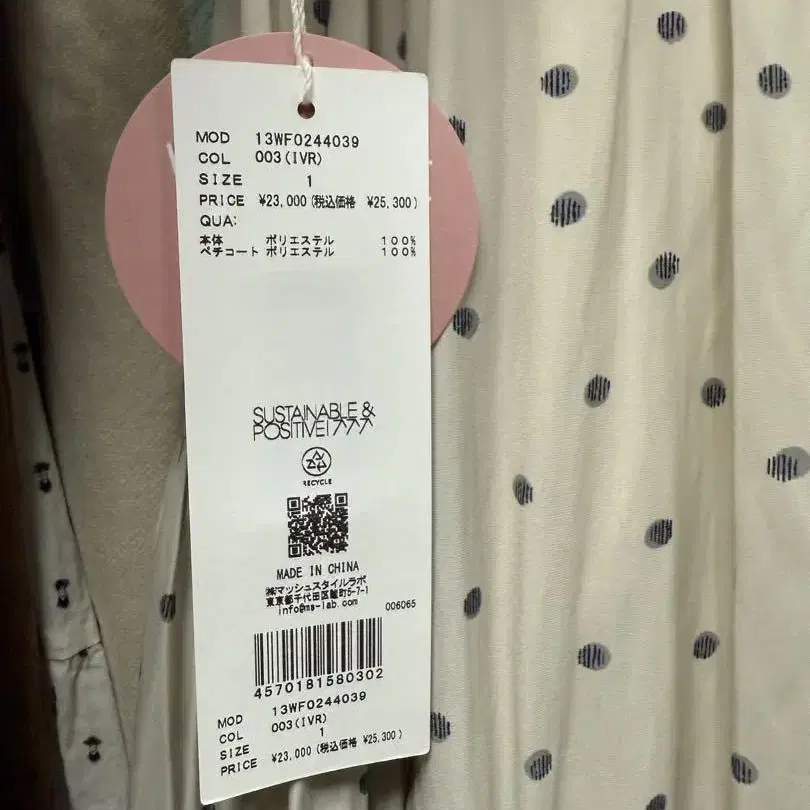 MOD 13WF0244039
COL 003(IVR)
SIZE 1
PRICE ¥23,000(税込価格 ¥25,300)
QUA:
本体 ポリエステル 100%
ペチコート ポリエステル 100%
SUSTAINABLE &
POSITIVE!
RECYCLE
MADE IN CHINA
㈱マッシュスタイルラボ
東京都千代田区麹町5-7-1
info@ms-lab.com
006065
4570181580302
MOD 13WF0244039
COL 003(IVR)
SIZE 1
PRICE ¥23,000(税込価格 ¥25,300)